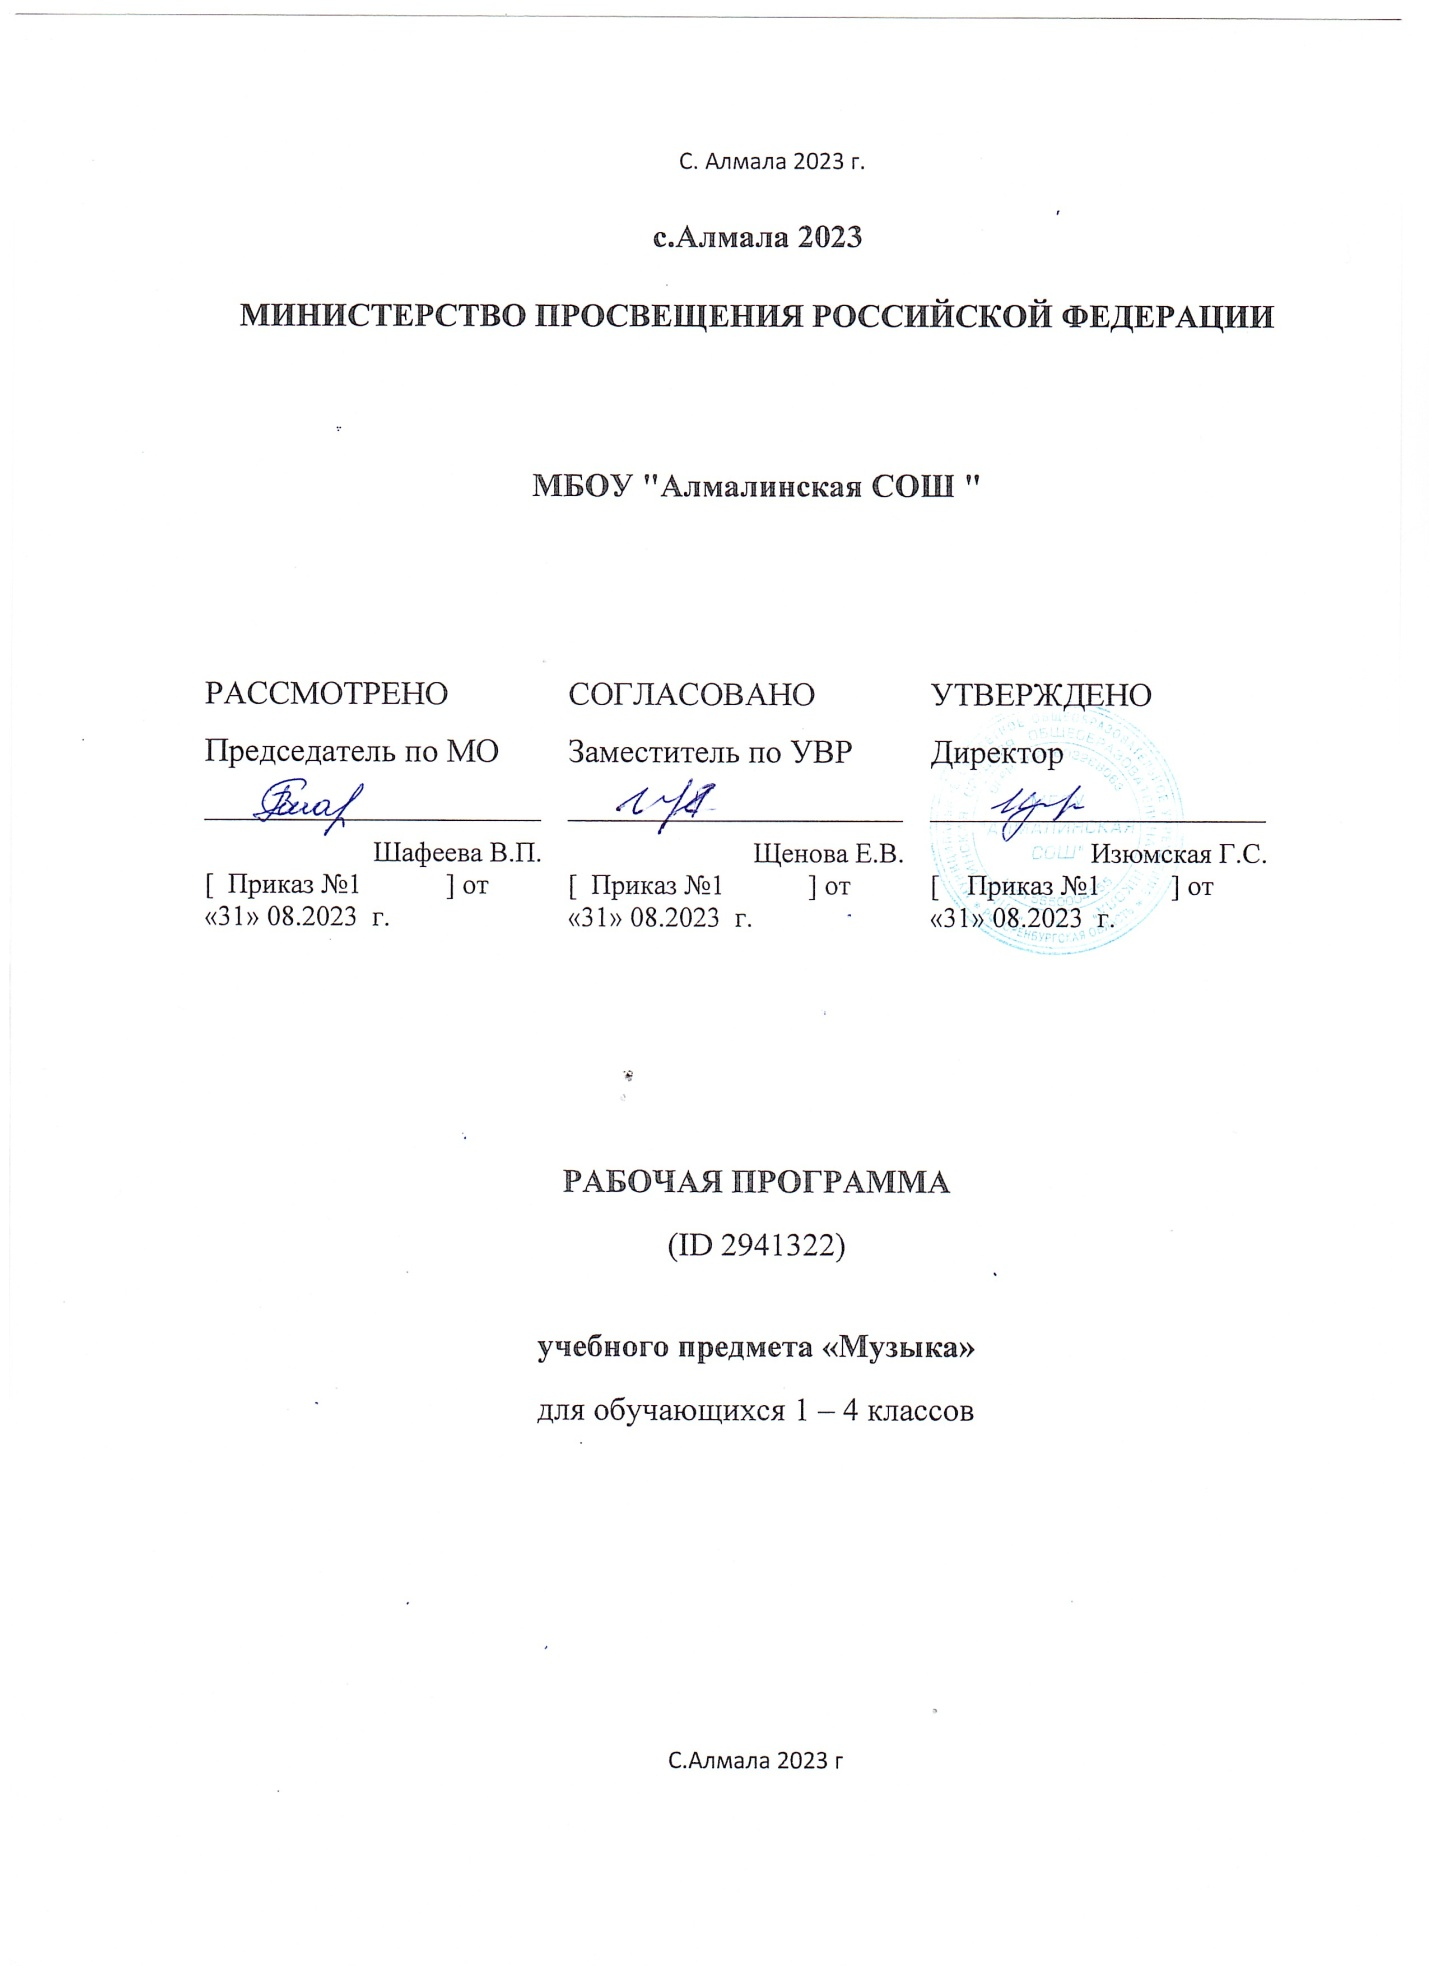 С. Алмала 2023 г.
с.Алмала 2023
МИНИСТЕРСТВО ПРОСВЕЩЕНИЯ РОССИЙСКОЙ ФЕДЕРАЦИИ
МБОУ "Алмалинская СОШ "
РАССМОТРЕНО
Председатель по МО
Шафеева В.П.
[ Приказ №1 ] от
«31» 08.2023 г.
СОГЛАСОВАНО
Заместитель по УВР
Щенова Е.В.
[ Приказ №1 ] от
«31» 08.2023 г.
УТВЕРЖДЕНО
Директор
АЛМАЛИНСКАЯ
СОШ"
Изюмская Г.С.
[ Приказ №1 ] от
«31» 08.2023 г.
РАБОЧАЯ ПРОГРАММА
(ID 2941322)
учебного предмета «Музыка»
для обучающихся 1 – 4 классов
С.Алмала 2023 г